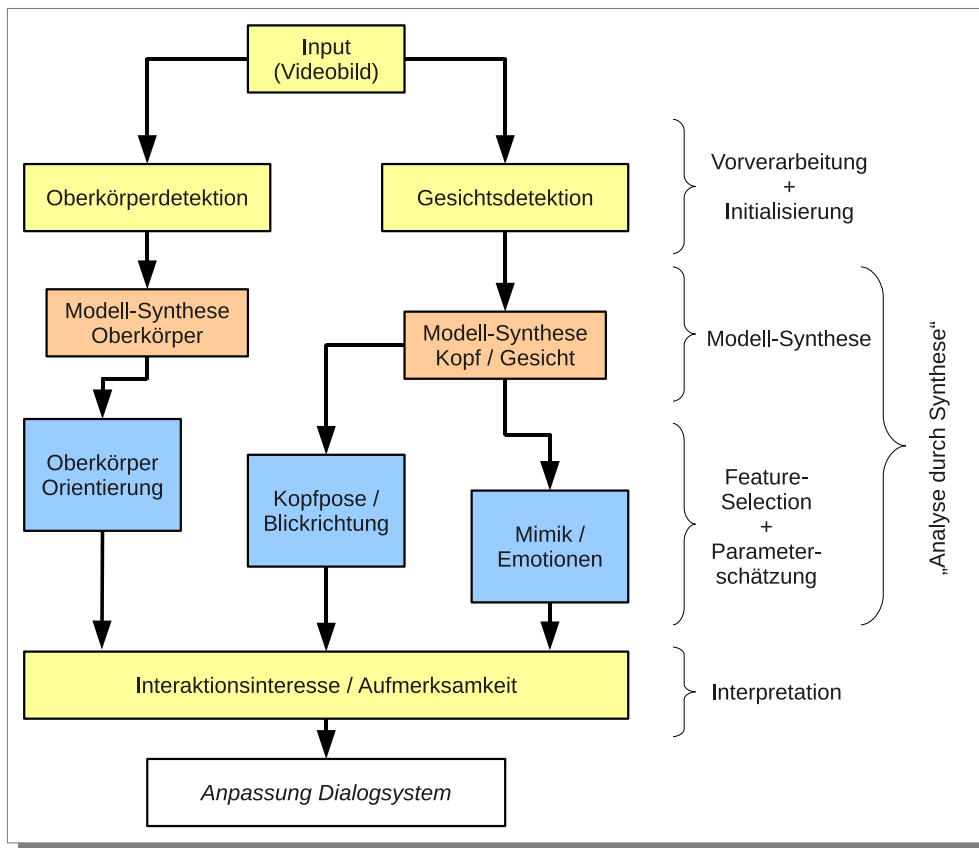 Input
(Videobild)
Oberkörperdetektion
Gesichtsdetektion
Vorverarbeitung
+
Initialisierung
Modell-Synthese
Oberkörper
Modell-Synthese
Kopf / Gesicht
Modell-Synthese
Oberkörper
Orientierung
Kopfpose /
Blickrichtung
Mimik /
Emotionen
Feature-
Selection
+
Parameter-
schätzung
„Analyse durch Synthese“
Interaktionsinteresse / Aufmerksamkeit
Interpretation
Anpassung Dialogsystem